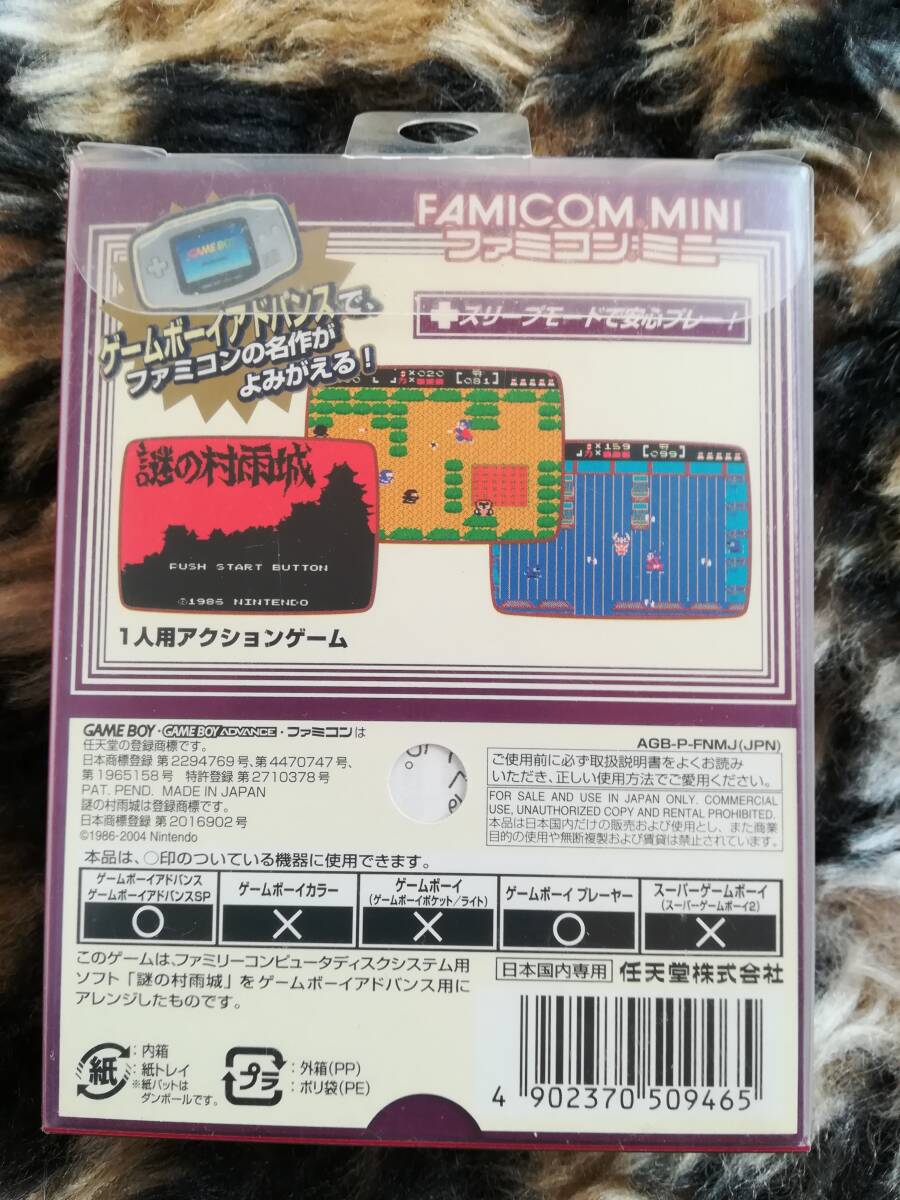 FAMICOM MINI
ファミコンミニ
GAME BOY
ゲームボーイアドバンスで、
ファミコンの名作が
よみがえる!
スリープモードで安心プレー!
×020
[081]
×159
[099]
謎の村雨城
PUSH START BUTTON
©1986 NINTENDO
1人用アクションゲーム
GAME BOY・GAME BOY ADVANCE・ファミコンは
任天堂の登録商標です。
日本商標登録 第2294769号、第4470747号、
第1965158号 特許登録 第2710378号
PAT. PEND. MADE IN JAPAN
謎の村雨城は登録商標です。
日本商標登録 第2016902号
©1986-2004 Nintendo
AGB-P-FNMJ(JPN)
ご使用前に必ず取扱説明書をよくお読み
いただき、正しい使用方法でご愛用ください。
FOR SALE AND USE IN JAPAN ONLY. COMMERCIAL
USE, UNAUTHORIZED COPY AND RENTAL PROHIBITED.
本品は日本国内だけの販売および使用とし、また商業
目的の使用や無断複製および賃貸は禁止されています。
本品は、○印のついている機器に使用できます。
ゲームボーイアドバンス
ゲームボーイアドバンスSP
○
ゲームボーイカラー
×
ゲームボーイ
(ゲームボーイポケット/ライト)
×
ゲームボーイ プレーヤー
○
スーパーゲームボーイ
(スーパーゲームボーイ2)
×
このゲームは、ファミリーコンピュータディスクシステム用
ソフト「謎の村雨城」をゲームボーイアドバンス用に
アレンジしたものです。
日本国内専用 任天堂株式会社
紙
:内箱
:紙トレイ
※紙パットは
ダンボールです。
プラ
:外箱(PP)
:ポリ袋(PE)
4 902370 509465